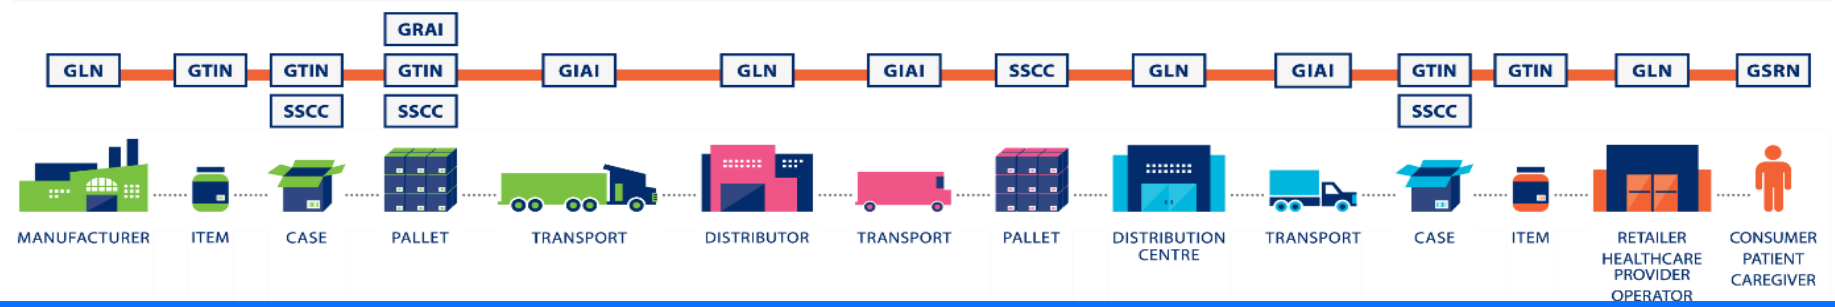 GRAI
GLN GTIN GTIN GTIN GIAI GLN GIAI SSCC GLN GIAI GTIN GTIN GLN GSRN
SSCC SSCC SSCC
MANUFACTURER ITEM CASE PALLET TRANSPORT DISTRIBUTOR TRANSPORT PALLET DISTRIBUTION TRANSPORT CASE ITEM RETAILER CONSUMER
CENTRE HEALTHCARE PATIENT
PROVIDER CAREGIVER
OPERATOR